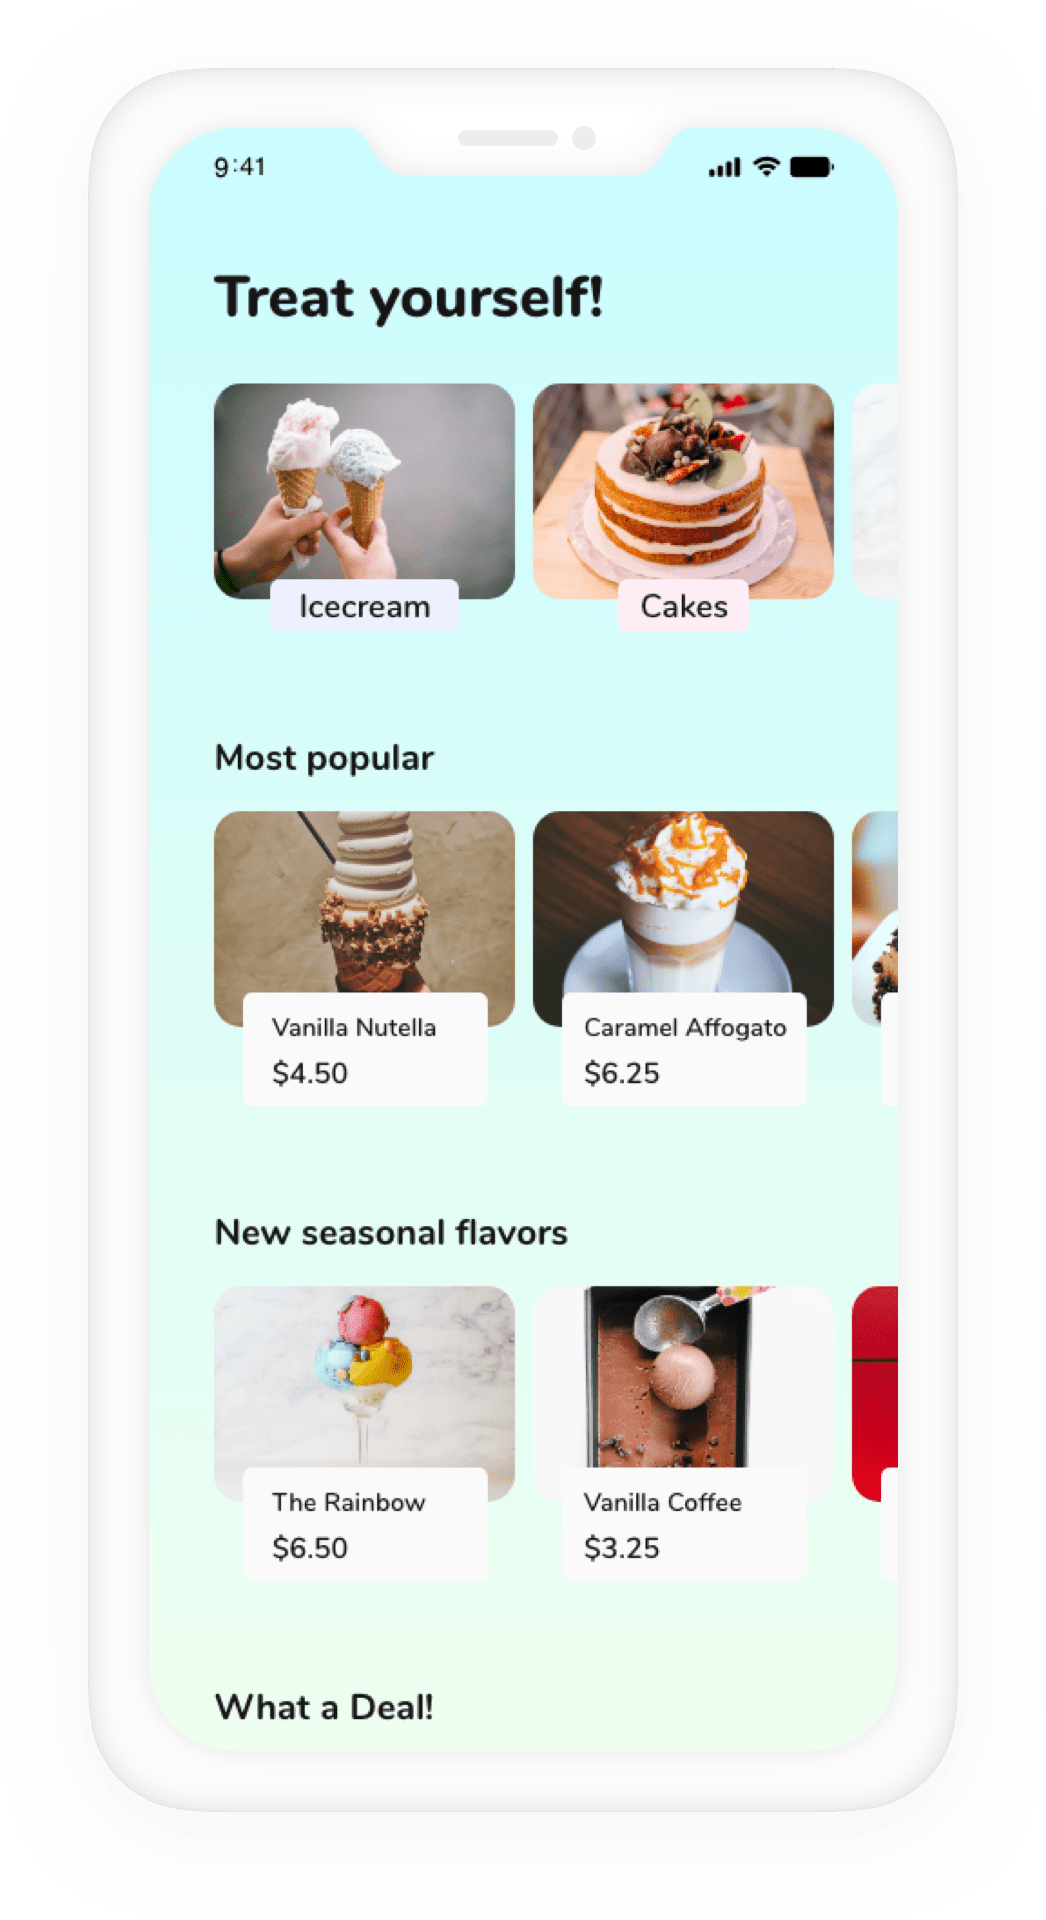 9:41
Treat yourself!
Icecream
Cakes
Most popular
Vanilla Nutella
$4.50
Caramel Affogato
$6.25
New seasonal flavors
The Rainbow
$6.50
Vanilla Coffee
$3.25
What a Deal!